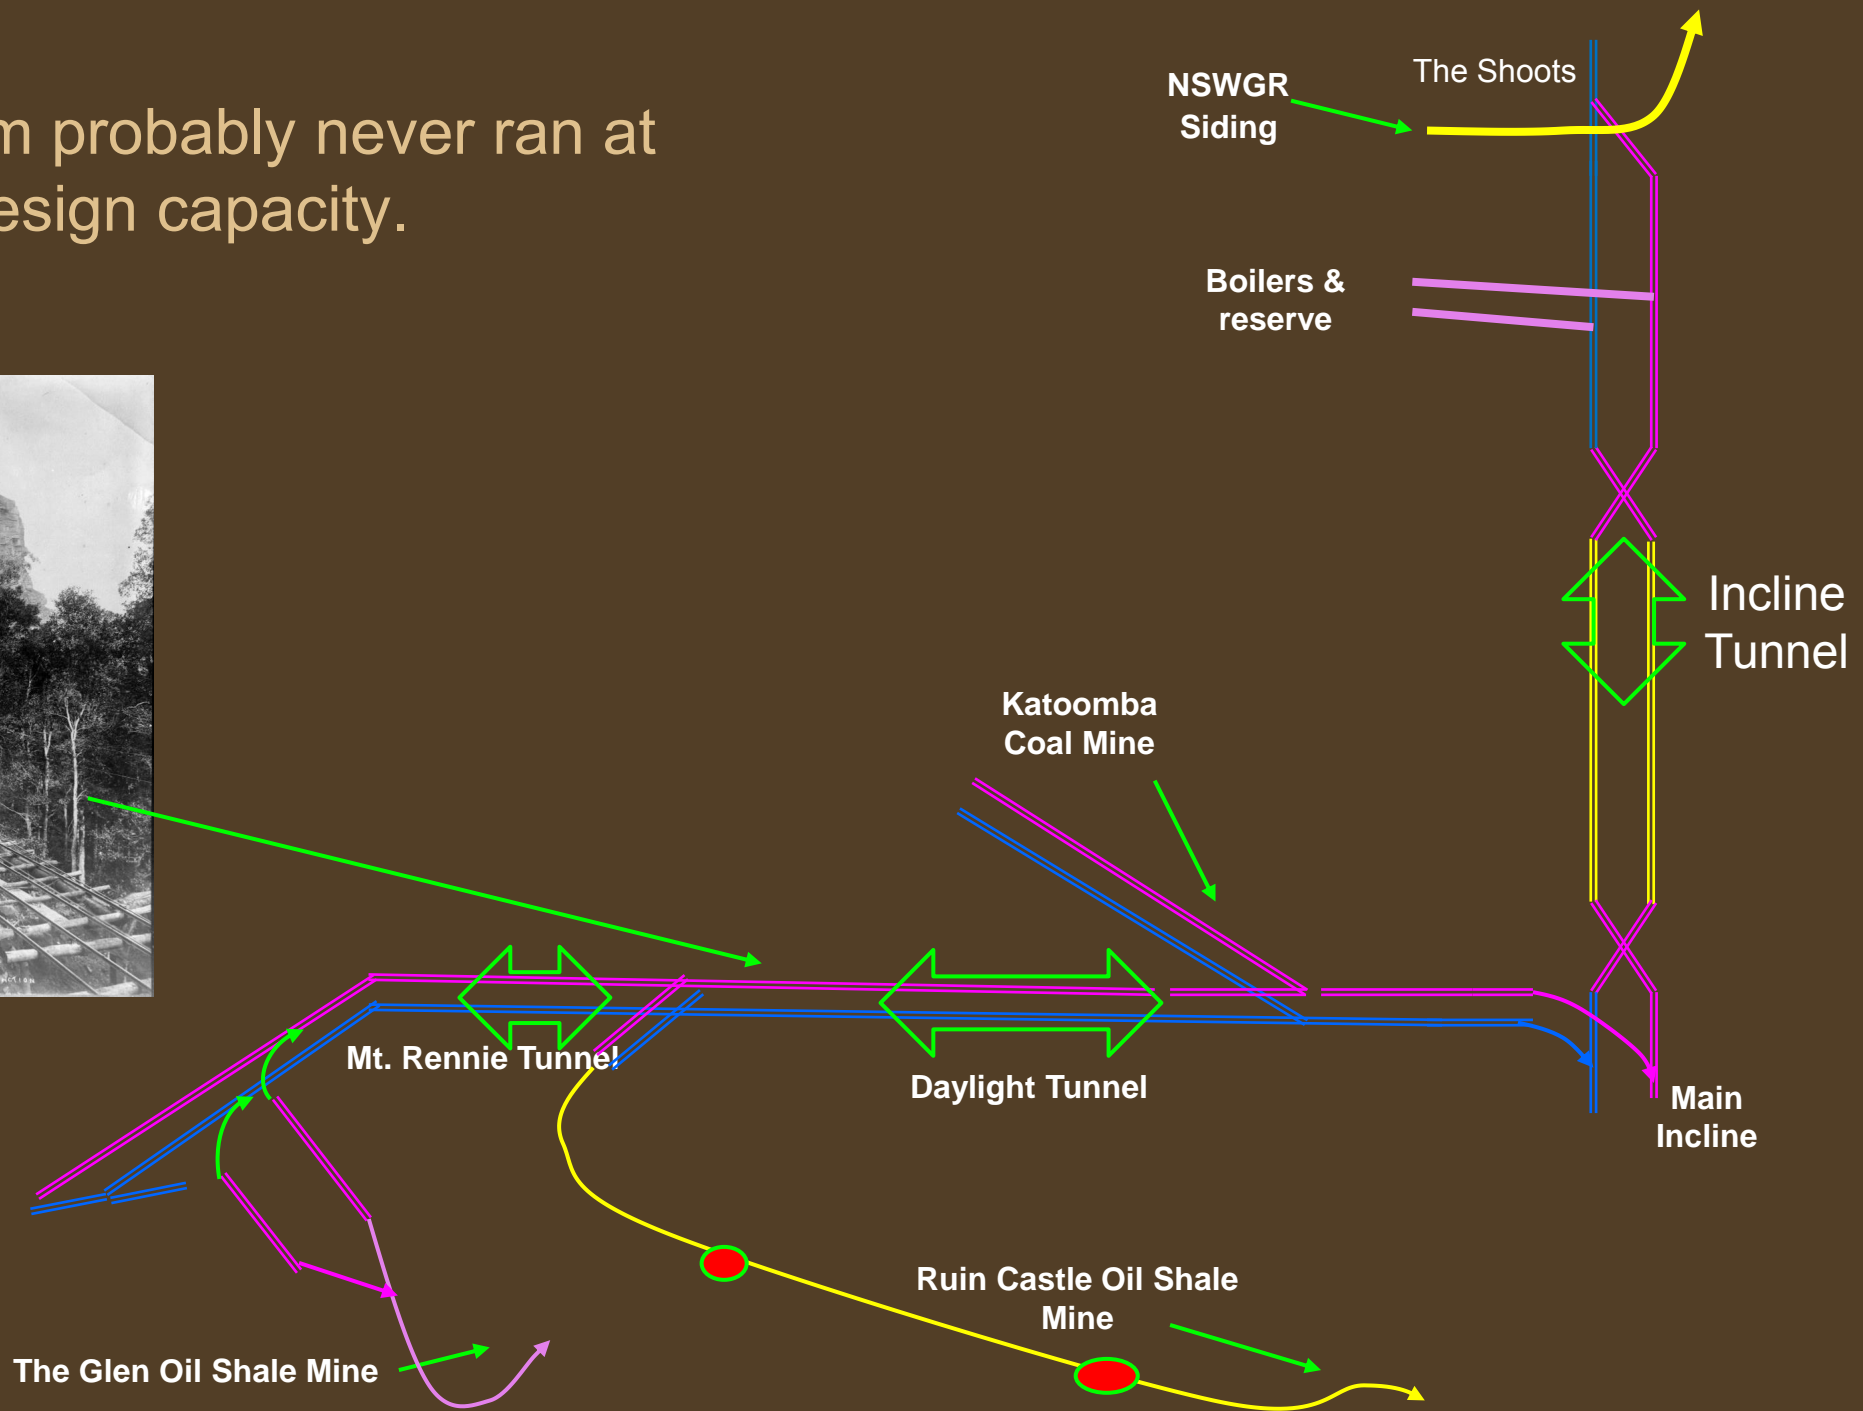 The Shoots
NSWGR
Siding
m probably never ran at
esign capacity.
Boilers &
reserve
Incline
Tunnel
Katoomba
Coal Mine
Mt. Rennie Tunnel
Daylight Tunnel
Main
Incline
Ruin Castle Oil Shale
Mine
The Glen Oil Shale Mine